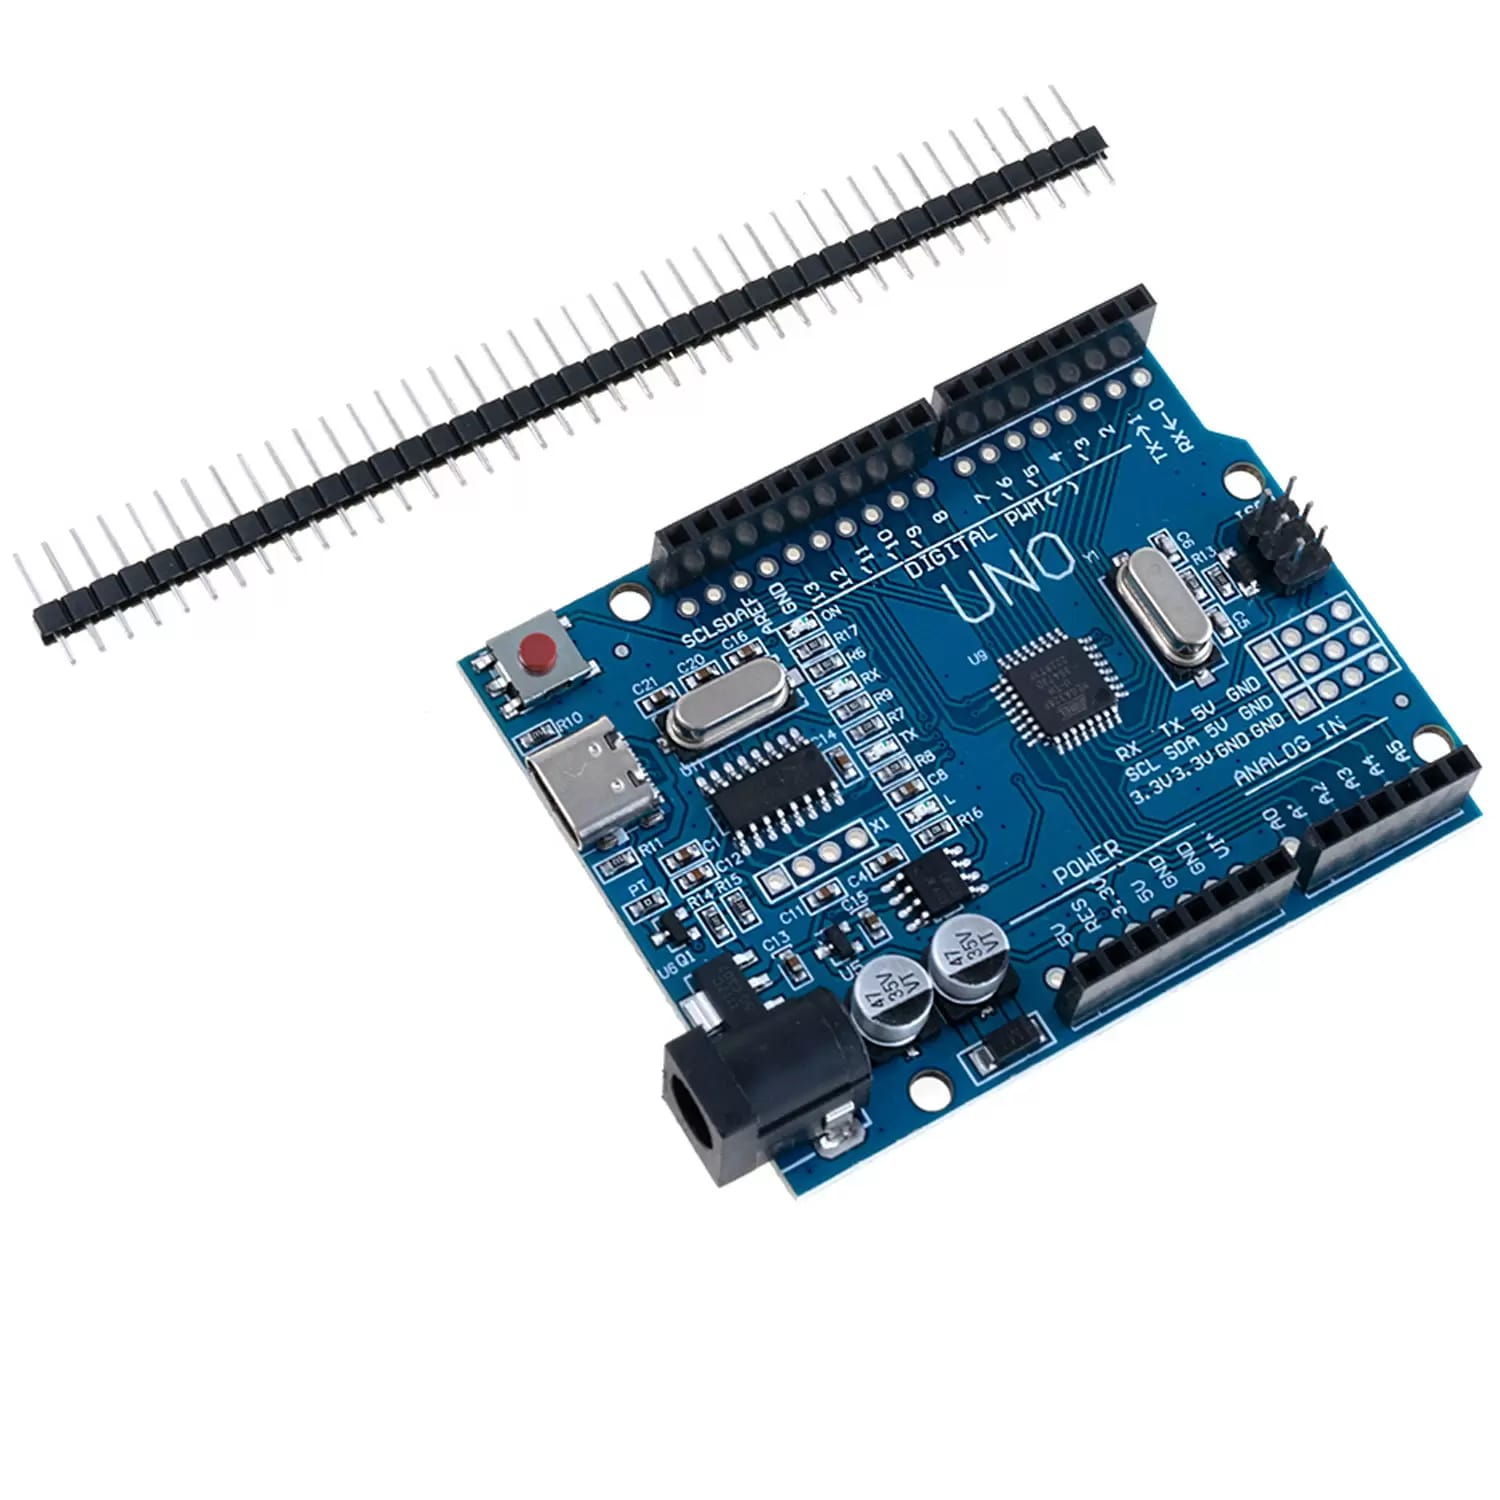 RX←0
TX→1
2
~3
4
~5
~6
7
8
~9
~10
~11
12
13
GND
AREF
SDA
SCL
DIGITAL PWM(~)
UNO
Y1
C6
R13
C5
U9
ON
R17
R6
RX
R9
R7
TX
R8
C8
L
R16
C16
C20
C21
R10
C14
X1
R11
C1
C12
PT
R14
R15
C4
C11
C15
C13
U6
Q1
U5
47
35V
VT
47
35V
VT
RX TX 5V GND
SCL SDA 5V GND
3.3V 3.3V GND GND
ANALOG IN
A0
A1
A2
A3
A4
A5
POWER
5V
RES
3.3V
5V
GND
GND
VIN